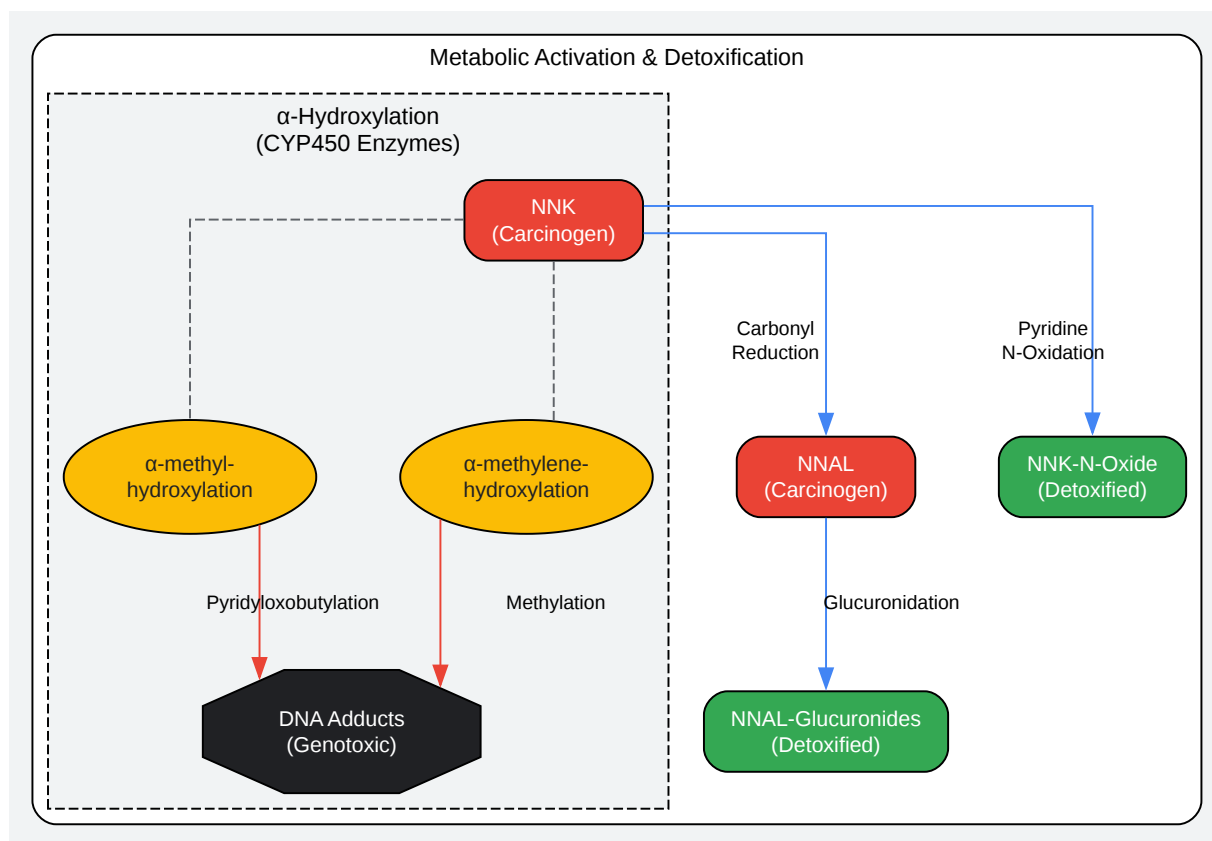 Metabolic Activation & Detoxification
α-Hydroxylation
(CYP450 Enzymes)
NNK
(Carcinogen)
Carbonyl
Reduction
Pyridine
N-Oxidation
α-methyl-
hydroxylation
α-methylene-
hydroxylation
NNAL
(Carcinogen)
NNK-N-Oxide
(Detoxified)
Pyridyloxobutylation
Methylation
Glucuronidation
DNA Adducts
(Genotoxic)
NNAL-Glucuronides
(Detoxified)